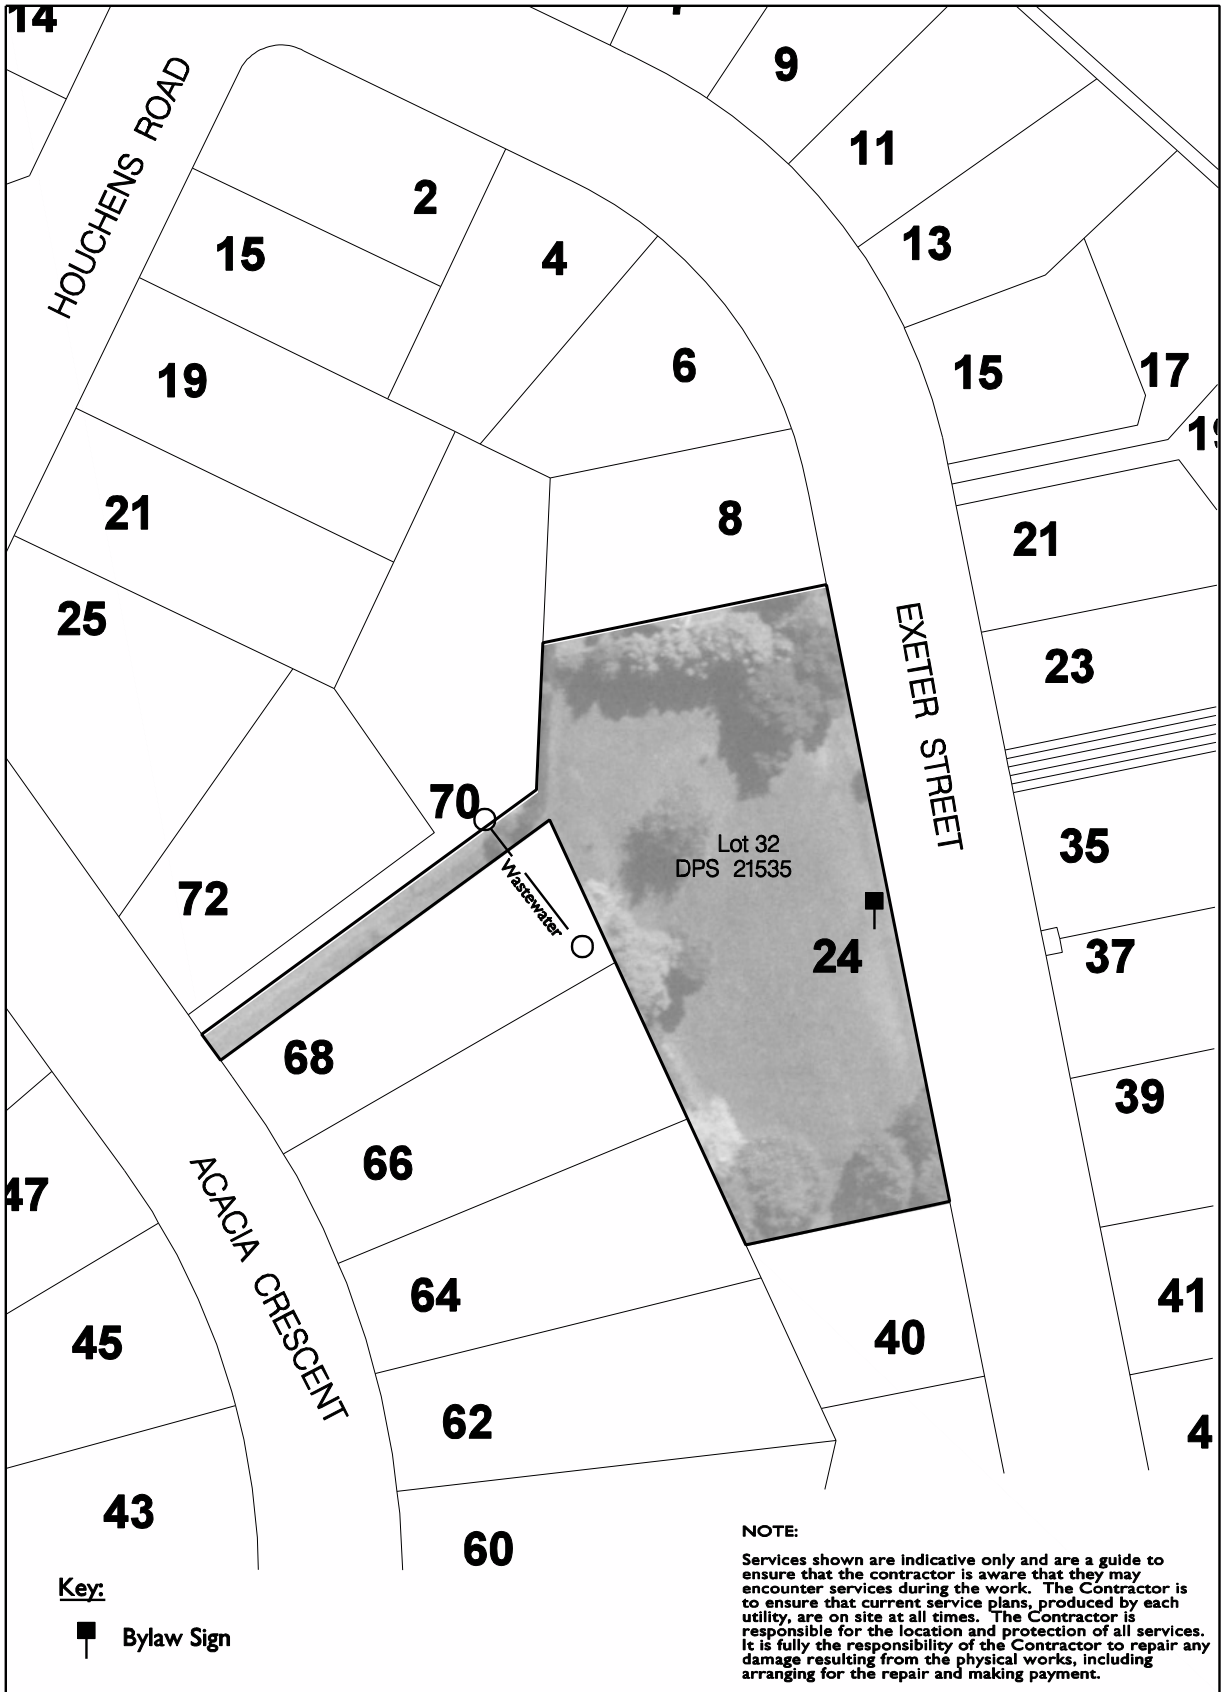 14
9
11
HOUCHENS ROAD
2
15
4
13
6
15
17
19
21
8
21
25
23
EXETER STREET
70
Lot 32
DPS 21535
35
72
Wastewater
24
37
68
39
66
47
ACACIA CRESCENT
64
41
45
40
62
4
43
60
NOTE:
Services shown are indicative only and are a guide to
ensure that the contractor is aware that they may
encounter services during the work. The Contractor is
to ensure that current service plans, produced by each
utility, are on site at all times. The Contractor is
responsible for the location and protection of all services.
It is fully the responsibility of the Contractor to repair any
damage resulting from the physical works, including
arranging for the repair and making payment.
Key:
Bylaw Sign